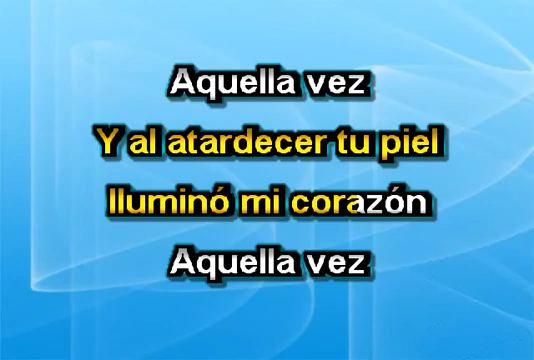 Aquella vez
Y al atardecer tu piel
Iluminó mi corazón
Aquella vez